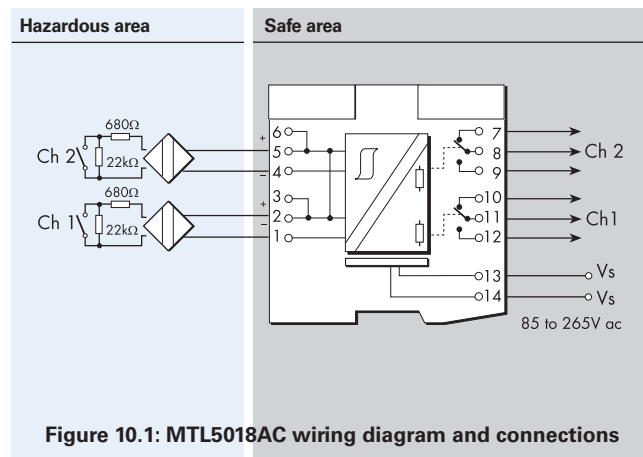 Hazardous area
Safe area
680Ω
Ch 2
22kΩ
680Ω
Ch 1
22kΩ
+
–
+
–
6
5
4
3
2
1
7
8
9
Ch 2
10
11
12
Ch1
13
Vs
14
Vs
85 to 265V ac
Figure 10.1: MTL5018AC wiring diagram and connections